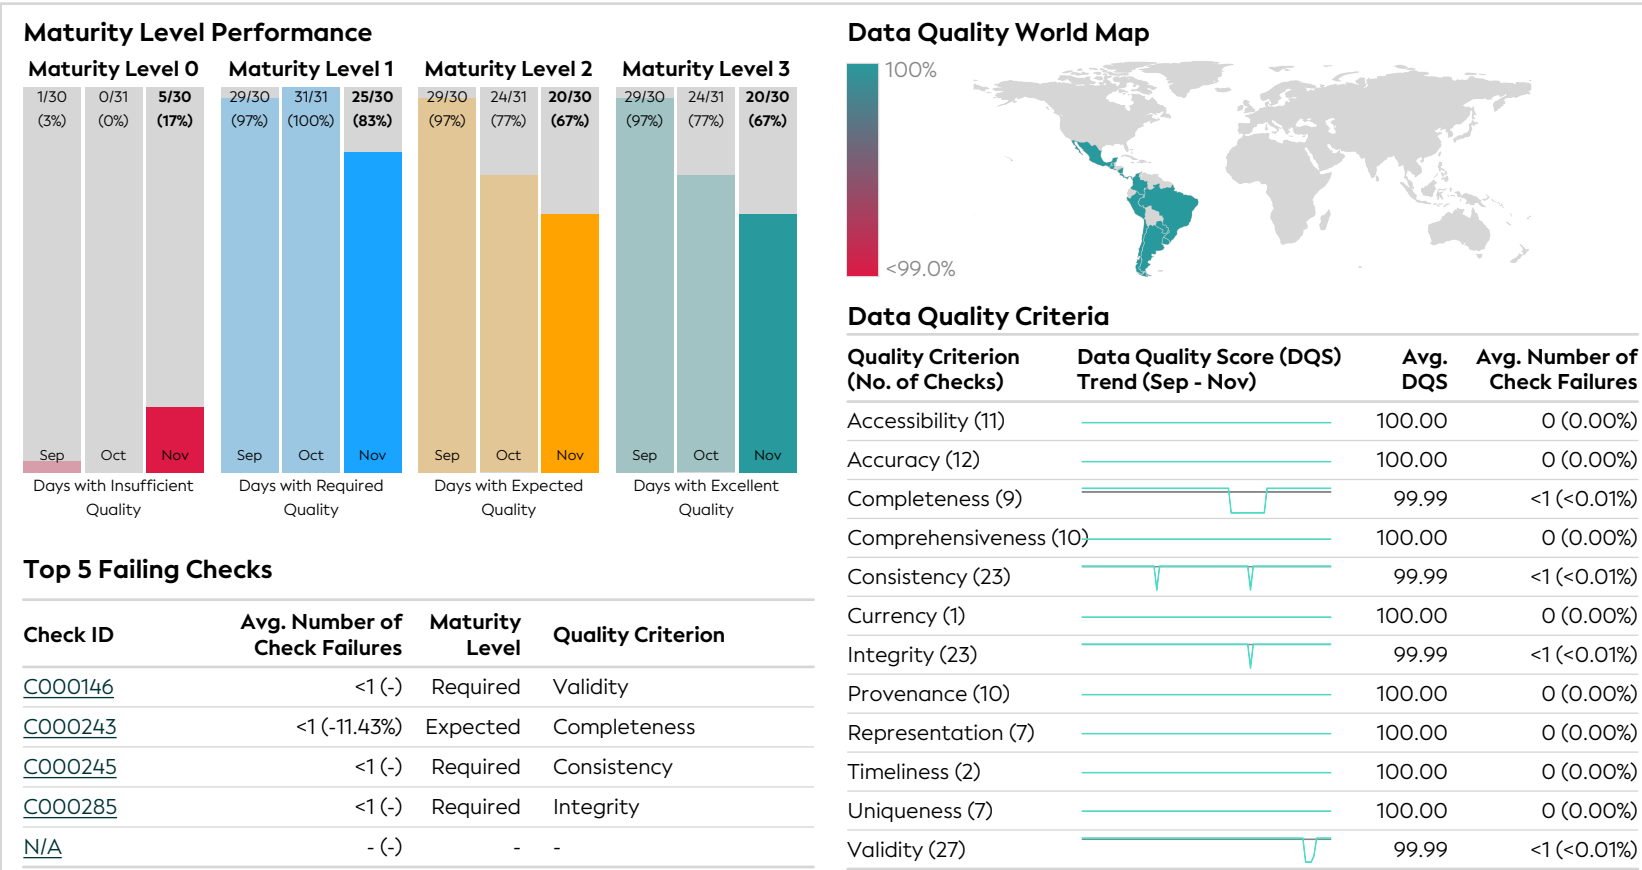 Maturity Level Performance
Maturity Level 0 Maturity Level 1 Maturity Level 2 Maturity Level 3
1/30 0/31 5/30 29/30 31/31 25/30 29/30 24/31 20/30 29/30 24/31 20/30
(3%) (0%) (17%) (97%) (100%) (83%) (97%) (77%) (67%) (97%) (77%) (67%)
Sep Oct Nov Sep Oct Nov Sep Oct Nov Sep Oct Nov
Days with Insufficient Days with Required Days with Expected Days with Excellent
Quality Quality Quality Quality
Top 5 Failing Checks
Avg. Number of Maturity
Check ID Check Failures Level Quality Criterion
C000146 <1 (-) Required Validity
C000243 <1 (-11.43%) Expected Completeness
C000245 <1 (-) Required Consistency
C000285 <1 (-) Required Integrity
N/A - (-) - -
Data Quality World Map
100%
<99.0%
Data Quality Criteria
Quality Criterion Data Quality Score (DQS) Avg. Avg. Number of
(No. of Checks) Trend (Sep - Nov) DQS Check Failures
Accessibility (11) 100.00 0 (0.00%)
Accuracy (12) 100.00 0 (0.00%)
Completeness (9) 99.99 <1 (<0.01%)
Comprehensiveness (10) 100.00 0 (0.00%)
Consistency (23) 99.99 <1 (<0.01%)
Currency (1) 100.00 0 (0.00%)
Integrity (23) 99.99 <1 (<0.01%)
Provenance (10) 100.00 0 (0.00%)
Representation (7) 100.00 0 (0.00%)
Timeliness (2) 100.00 0 (0.00%)
Uniqueness (7) 100.00 0 (0.00%)
Validity (27) 99.99 <1 (<0.01%)